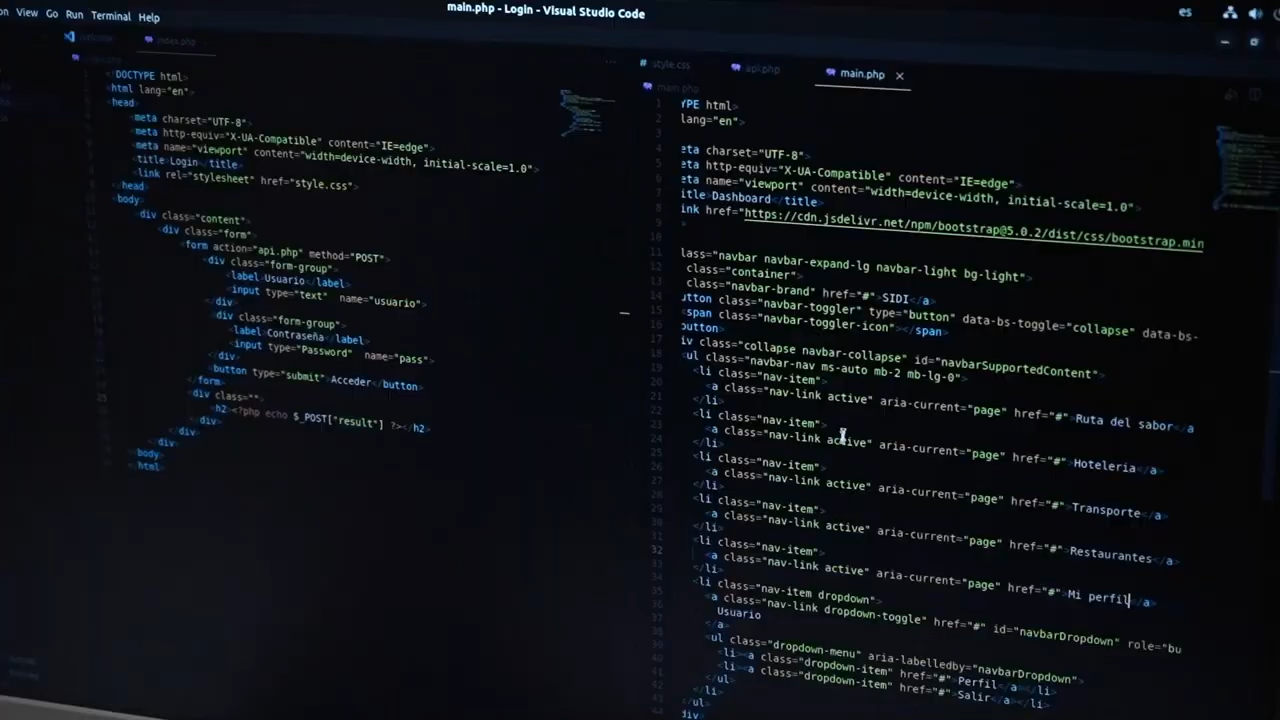 View Go Run Terminal Help
main.php - Login - Visual Studio Code
es
index.php
<!DOCTYPE html>
<html lang="en">
<head>
<meta charset="UTF-8">
<meta http-equiv="X-UA-Compatible" content="IE=edge">
<meta name="viewport" content="width=device-width, initial-scale=1.0">
<title>Login</title>
<link rel="stylesheet" href="style.css">
</head>
<body>
<div class="content">
<div class="form">
<form action="api.php" method="POST">
<div class="form-group">
<label>Usuario</label>
<input type="text" name="usuario">
</div>
<div class="form-group">
<label>Contraseña</label>
<input type="Password" name="pass">
</div>
<button type="submit">Acceder</button>
</form>
<div class="">
<h2><?php echo $_POST["result"] ?></h2>
</div>
</div>
</div>
<body>
<html>
# style.css
api.php
main.php
main.php
YPE html>
lang="en">
eta charset="UTF-8">
eta http-equiv="X-UA-Compatible" content="IE=edge">
eta name="viewport" content="width=device-width, initial-scale=1.0">
itle>Dashboard</title>
ink href="https://cdn.jsdelivr.net/npm/bootstrap@5.0.2/dist/css/bootstrap.min
>
lass="navbar navbar-expand-lg navbar-light bg-light">
class="container">
class="navbar-brand" href="#">SIDI</a>
utton class="navbar-toggler" type="button" data-bs-toggle="collapse" data-bs-
<span class="navbar-toggler-icon"></span>
button>
iv class="collapse navbar-collapse" id="navbarSupportedContent">
<ul class="navbar-nav ms-auto mb-2 mb-lg-0">
<li class="nav-item">
<a class="nav-link active" aria-current="page" href="#">Ruta del sabor</a
</li>
<li class="nav-item">
<a class="nav-link active" aria-current="page" href="#">Hoteleria</a>
</li>
<li class="nav-item">
<a class="nav-link active" aria-current="page" href="#">Transporte</a>
</li>
<li class="nav-item">
<a class="nav-link active" aria-current="page" href="#">Restaurantes</a>
</li>
<li class="nav-item">
<a class="nav-link active" aria-current="page" href="#">Mi perfil</a>
</li>
<li class="nav-item dropdown">
<a class="nav-link dropdown-toggle" href="#" id="navbarDropdown" role="bu
Usuario
</a>
<ul class="dropdown-menu" aria-labelledby="navbarDropdown">
<li><a class="dropdown-item" href="#">Perfil</a></li>
<li><a class="dropdown-item" href="#">Salir</a></li>
</ul>
</li>
</ul>
div>